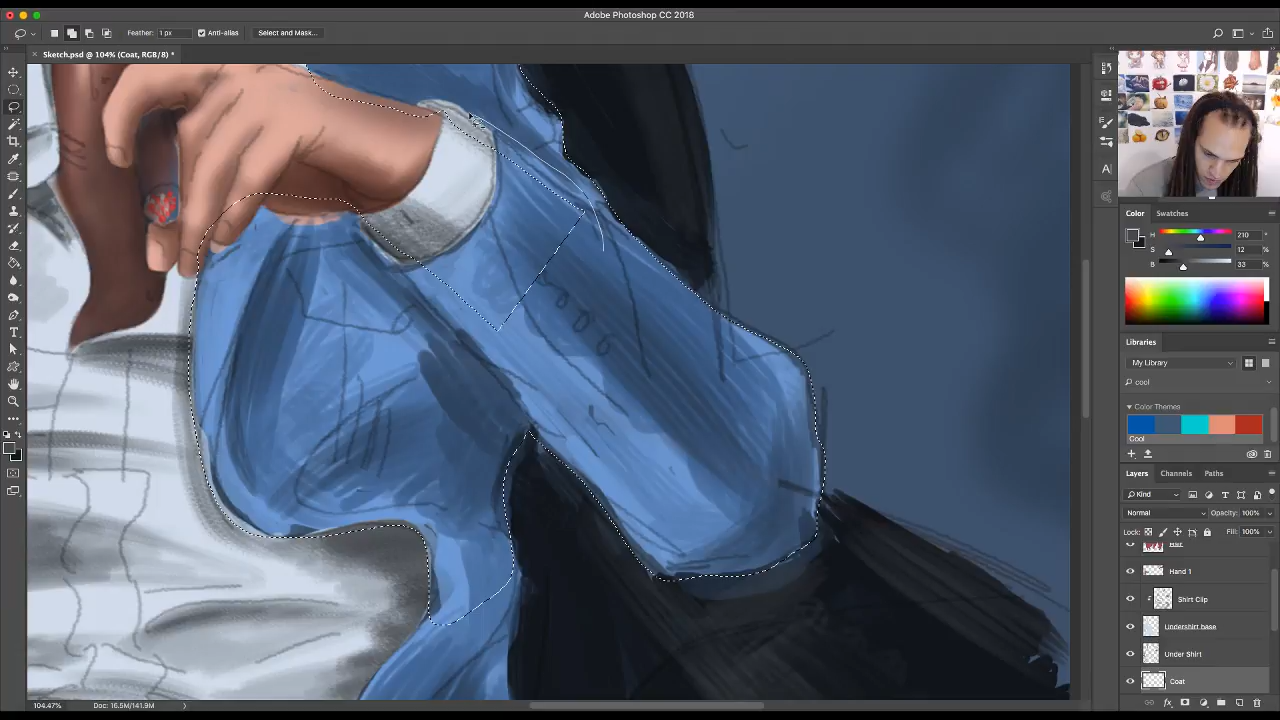 Adobe Photoshop CC 2018
Feather: 1 px
Anti-alias
Select and Mask...
Sketch.psd @ 104% (Coat, RGB/8) *
Color
Swatches
H
210
°
S
12
%
B
33
%
Libraries
My Library
cool
Color Themes
Cool
Layers
Channels
Paths
Kind
Normal
Opacity: 100%
Lock:
Fill: 100%
Hair
Hand 1
Shirt Clip
Undershirt base
Under Shirt
Coat
104.47%
Doc: 16.5M/141.9M